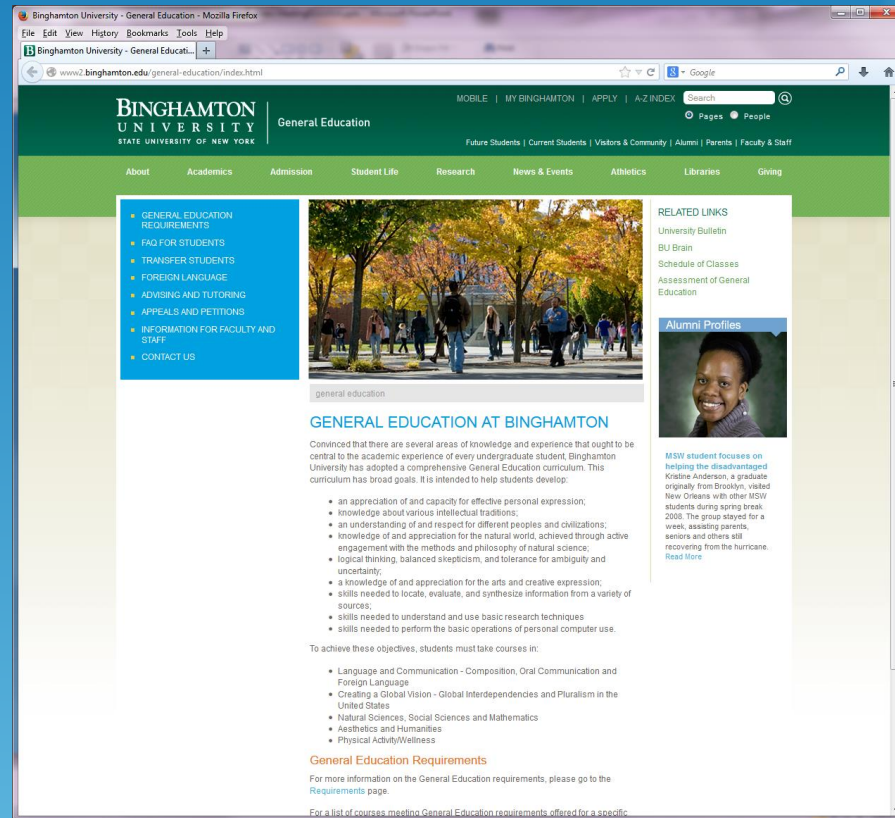 Binghamton University - General Education - Mozilla Firefox
File Edit View History Bookmarks Tools Help
Binghamton University - General Educati...
www2.binghamton.edu/general-education/index.html
Google
MOBILE | MY BINGHAMTON | APPLY | A-Z INDEX
Search
Pages People
BINGHAMTON
UNIVERSITY
STATE UNIVERSITY OF NEW YORK
General Education
Future Students | Current Students | Visitors & Community | Alumni | Parents | Faculty & Staff
About Academics Admission Student Life Research News & Events Athletics Libraries Giving
GENERAL EDUCATION
REQUIREMENTS
FAQ FOR STUDENTS
TRANSFER STUDENTS
FOREIGN LANGUAGE
ADVISING AND TUTORING
APPEALS AND PETITIONS
INFORMATION FOR FACULTY AND
STAFF
CONTACT US
general education
GENERAL EDUCATION AT BINGHAMTON
Convinced that there are several areas of knowledge and experience that ought to be
central to the academic experience of every undergraduate student, Binghamton
University has adopted a comprehensive General Education curriculum. This
curriculum has broad goals. It is intended to help students develop:
an appreciation of and capacity for effective personal expression;
knowledge about various intellectual traditions;
an understanding of and respect for different peoples and civilizations;
knowledge of and appreciation for the natural world, achieved through active
engagement with the methods and philosophy of natural science;
logical thinking, balanced skepticism, and tolerance for ambiguity and
uncertainty;
a knowledge of and appreciation for the arts and creative expression;
skills needed to locate, evaluate, and synthesize information from a variety of
sources;
skills needed to understand and use basic research techniques
skills needed to perform the basic operations of personal computer use.
To achieve these objectives, students must take courses in:
Language and Communication - Composition, Oral Communication and
Foreign Language
Creating a Global Vision - Global Interdependencies and Pluralism in the
United States
Natural Sciences, Social Sciences and Mathematics
Aesthetics and Humanities
Physical Activity/Wellness
General Education Requirements
For more information on the General Education requirements, please go to the
Requirements page.
For a list of courses meeting General Education requirements offered for a specific
RELATED LINKS
University Bulletin
BU Brain
Schedule of Classes
Assessment of General
Education
Alumni Profiles
MSW student focuses on
helping the disadvantaged
Kristine Anderson, a graduate
originally from Brooklyn, visited
New Orleans with other MSW
students during spring break
2008. The group stayed for a
week, assisting parents,
seniors and others still
recovering from the hurricane.
Read More